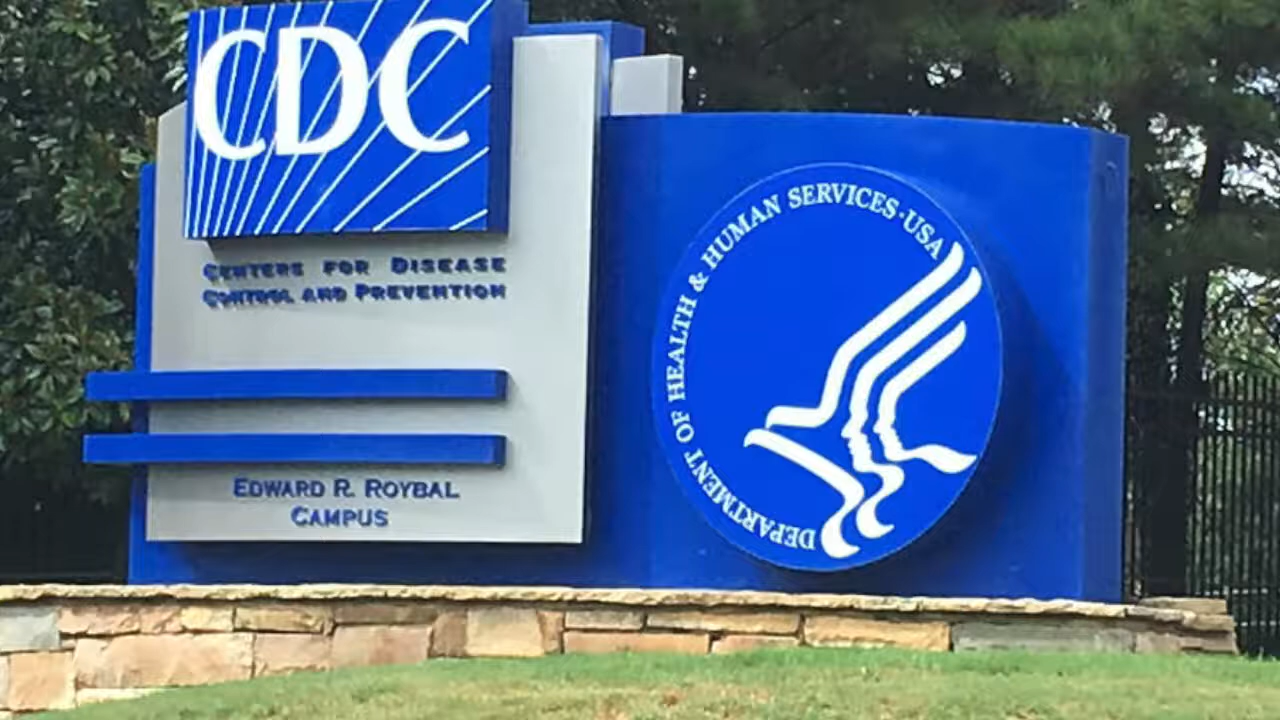 CDC
CENTERS FOR DISEASE
CONTROL AND PREVENTION
EDWARD R. ROYBAL
CAMPUS
DEPARTMENT OF HEALTH & HUMAN SERVICES·USA